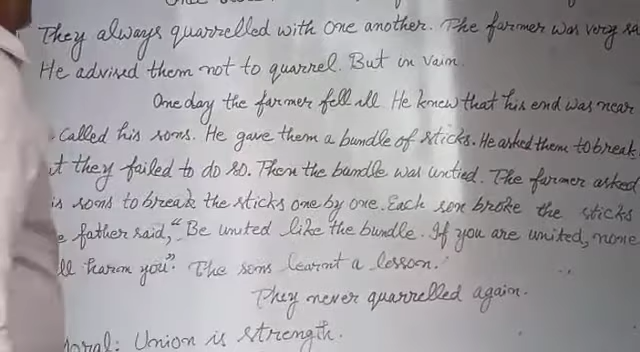 They always quarrelled with one another. The farmer was very sa
He advised them not to quarrel. But in vain.
One day the farmer fell ill. He knew that his end was near
called his sons. He gave them a bundle of sticks. He asked them to break
t they failed to do so. Then the bundle was untied. The farmer asked
is sons to break the sticks one by one. Each son broke the sticks
e father said, "Be united like the bundle. If you are united, none
ll harm you". The sons learnt a lesson.
They never quarrelled again.
oral: Union is strength.